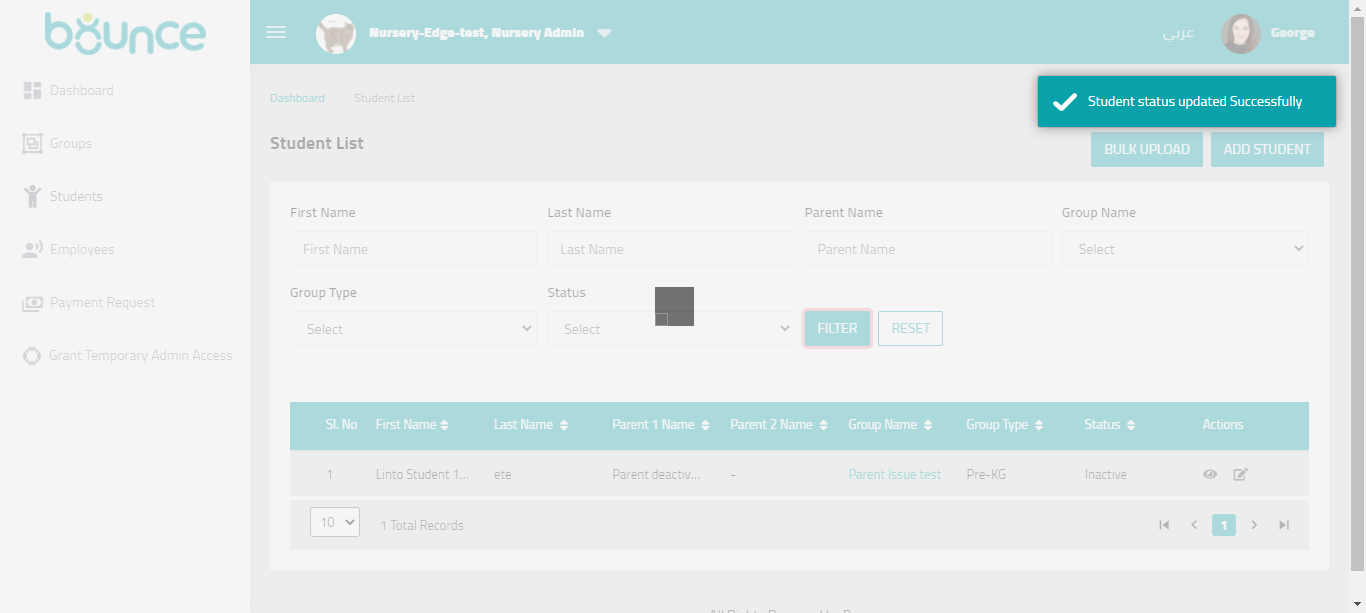 bounce
Nursery-Edge-test, Nursery Admin
عربي
George
Dashboard
Groups
Students
Employees
Payment Request
Grant Temporary Admin Access
Dashboard
Student List
Student status updated Successfully
Student List
BULK UPLOAD
ADD STUDENT
First Name
Last Name
Parent Name
Group Name
First Name
Last Name
Parent Name
Select
Group Type
Status
Select
Select
FILTER
RESET
Sl. No
First Name
Last Name
Parent 1 Name
Parent 2 Name
Group Name
Group Type
Status
Actions
1
Linto Student 1...
ete
Parent deactiv...
-
Parent Issue test
Pre-KG
Inactive
10
1 Total Records
1